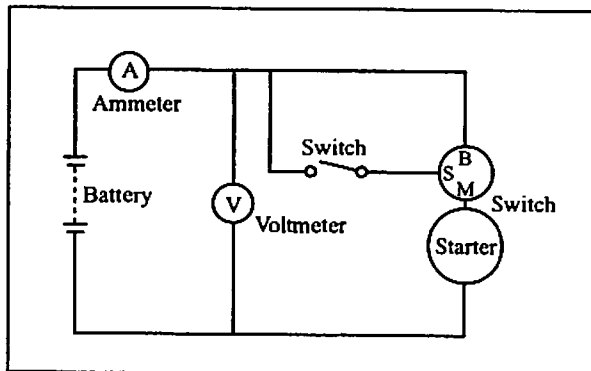 A
Ammeter
Switch
B
S
M
Battery
Switch
V
Voltmeter
Starter